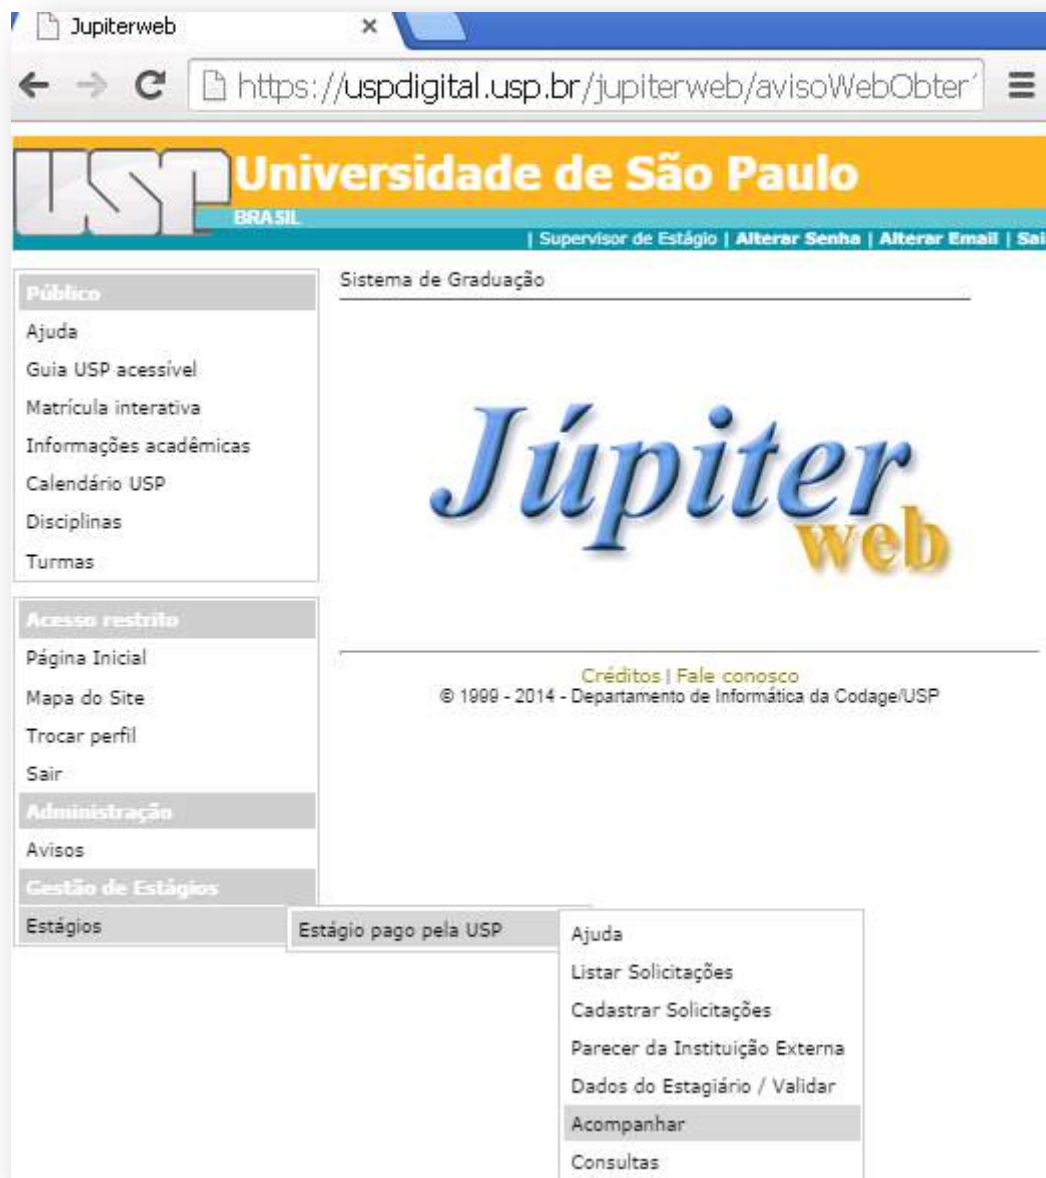 Jupiterweb
https://uspdigital.usp.br/jupiterweb/avisoWebObter
USP
Universidade de São Paulo
BRASIL
| Supervisor de Estágio | Alterar Senha | Alterar Email | Sai
Público
Ajuda
Guia USP acessível
Matrícula interativa
Informações acadêmicas
Calendário USP
Disciplinas
Turmas
Acesso restrito
Página Inicial
Mapa do Site
Trocar perfil
Sair
Administração
Avisos
Gestão de Estágios
Estágios
Estágio pago pela USP
Ajuda
Listar Solicitações
Cadastrar Solicitações
Parecer da Instituição Externa
Dados do Estagiário / Validar
Acompanhar
Consultas
Sistema de Graduação
Júpiter
web
Créditos | Fale conosco
© 1999 - 2014 - Departamento de Informática da Codage/USP